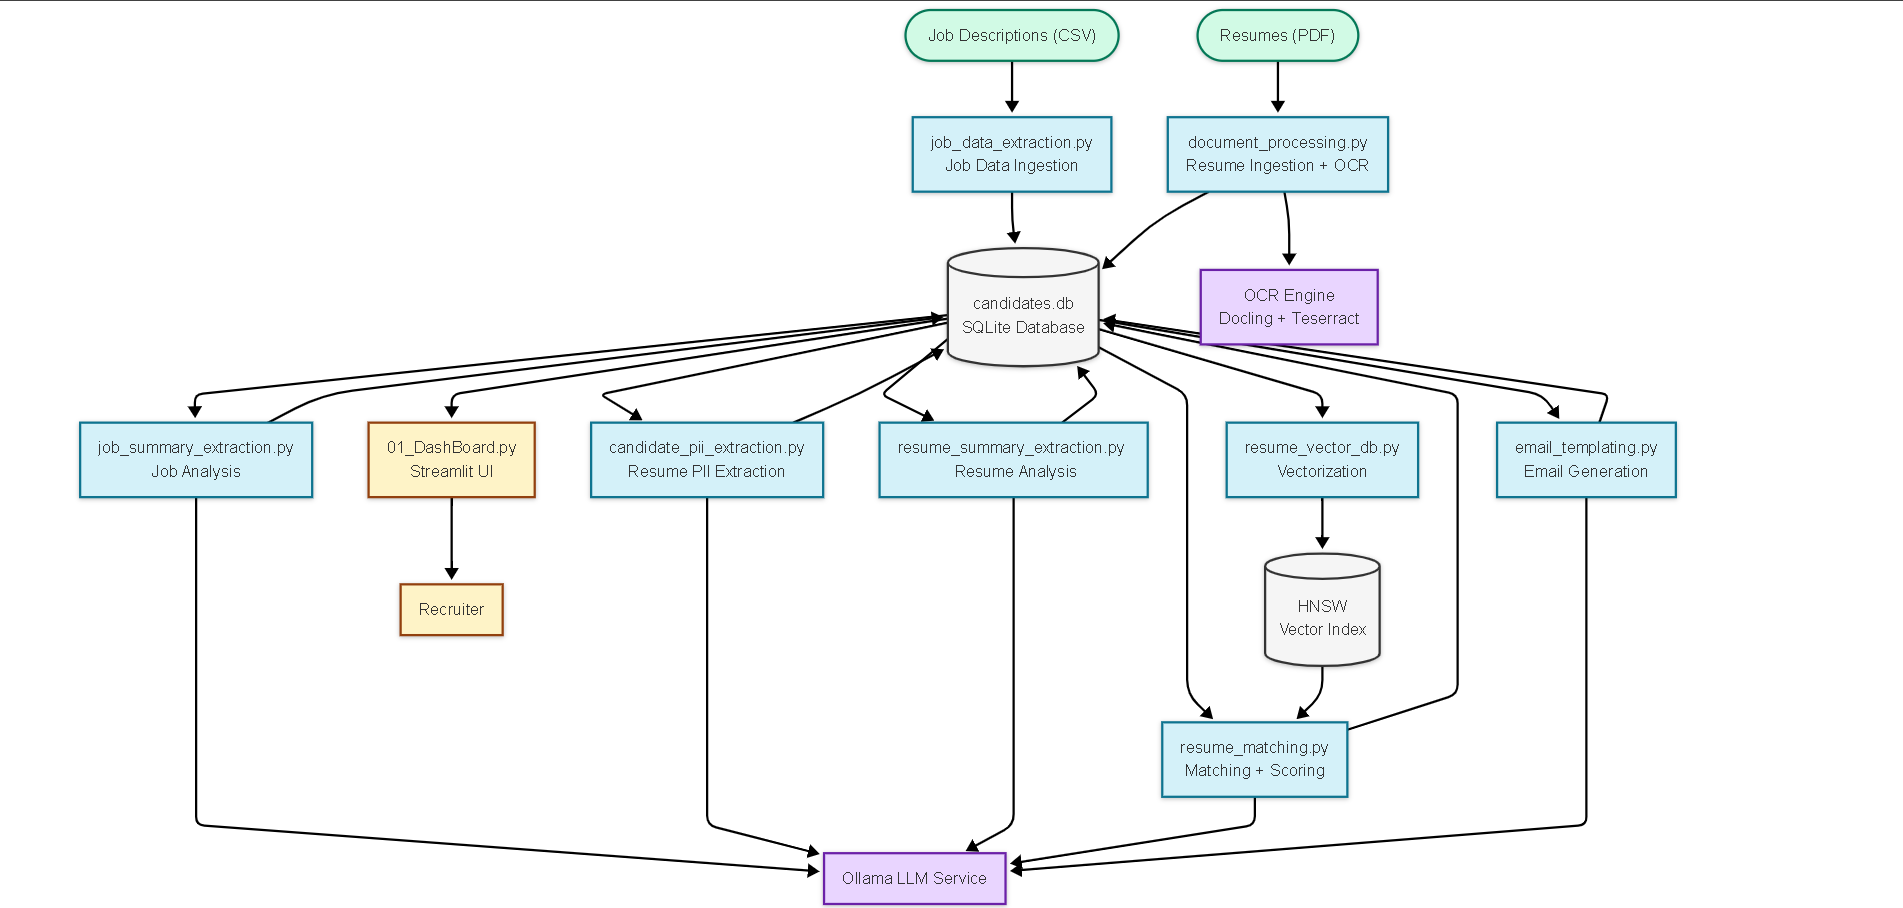 Job Descriptions (CSV)
Resumes (PDF)
job_data_extraction.py
Job Data Ingestion
document_processing.py
Resume Ingestion + OCR
candidates.db
SQLite Database
OCR Engine
Docling + Teserract
job_summary_extraction.py
Job Analysis
01_DashBoard.py
Streamlit UI
candidate_pii_extraction.py
Resume PII Extraction
resume_summary_extraction.py
Resume Analysis
resume_vector_db.py
Vectorization
email_templating.py
Email Generation
HNSW
Vector Index
Recruiter
resume_matching.py
Matching + Scoring
Ollama LLM Service